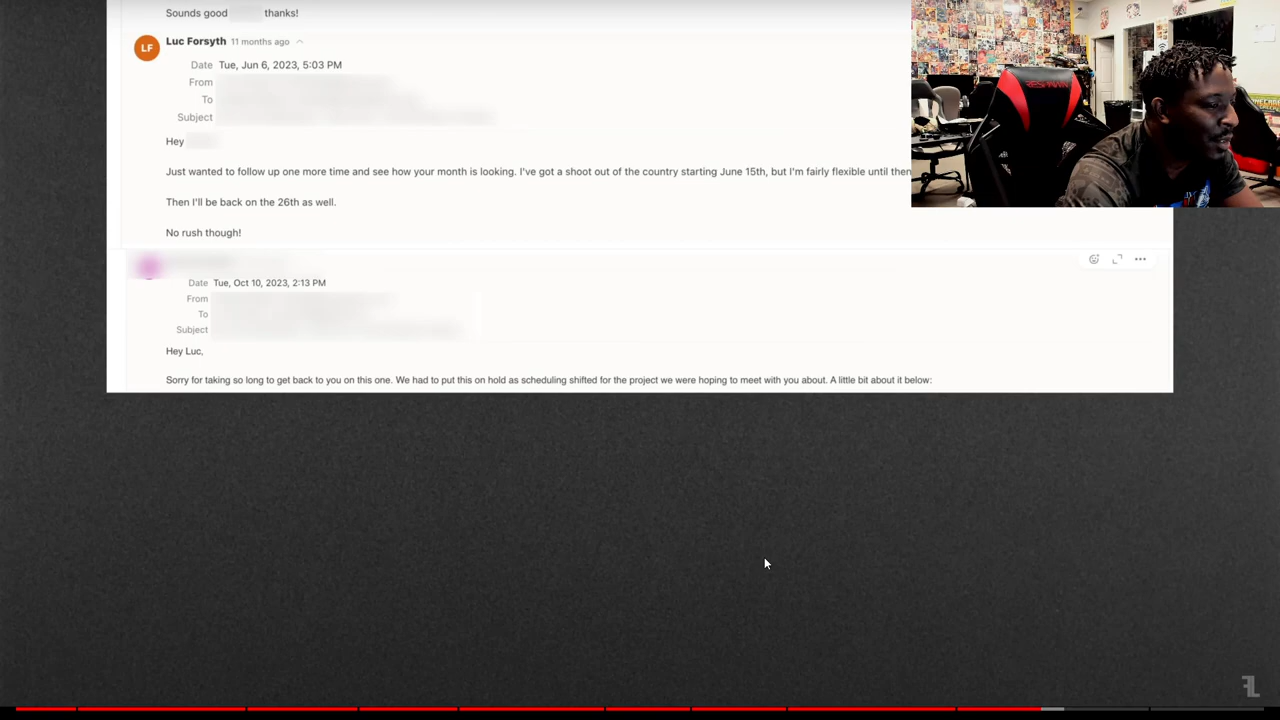 Sounds good thanks!
LF
Luc Forsyth 11 months ago
Date Tue, Jun 6, 2023, 5:03 PM
From
To
Subject
Hey
Just wanted to follow up one more time and see how your month is looking. I've got a shoot out of the country starting June 15th, but I'm fairly flexible until then
Then I'll be back on the 26th as well.
No rush though!
Date Tue, Oct 10, 2023, 2:13 PM
From
To
Subject
Hey Luc,
Sorry for taking so long to get back to you on this one. We had to put this on hold as scheduling shifted for the project we were hoping to meet with you about. A little bit about it below:
RESPAWN